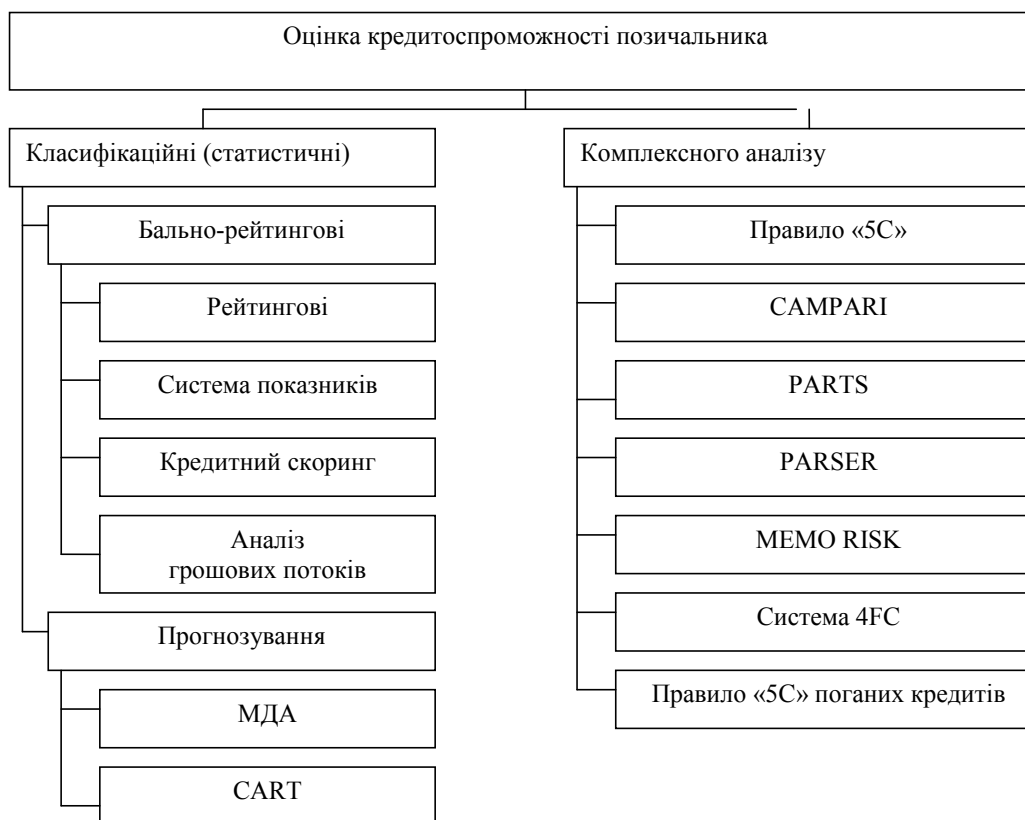 Оцінка кредитоспроможності позичальника
Класифікаційні (статистичні)
Бально-рейтингові
Рейтингові
Система показників
Кредитний скоринг
Аналіз
грошових потоків
Прогнозування
МДА
CART
Комплексного аналізу
Правило «5С»
CAMPARI
PARTS
PARSER
MEMO RISK
Система 4FC
Правило «5С» поганих кредитів